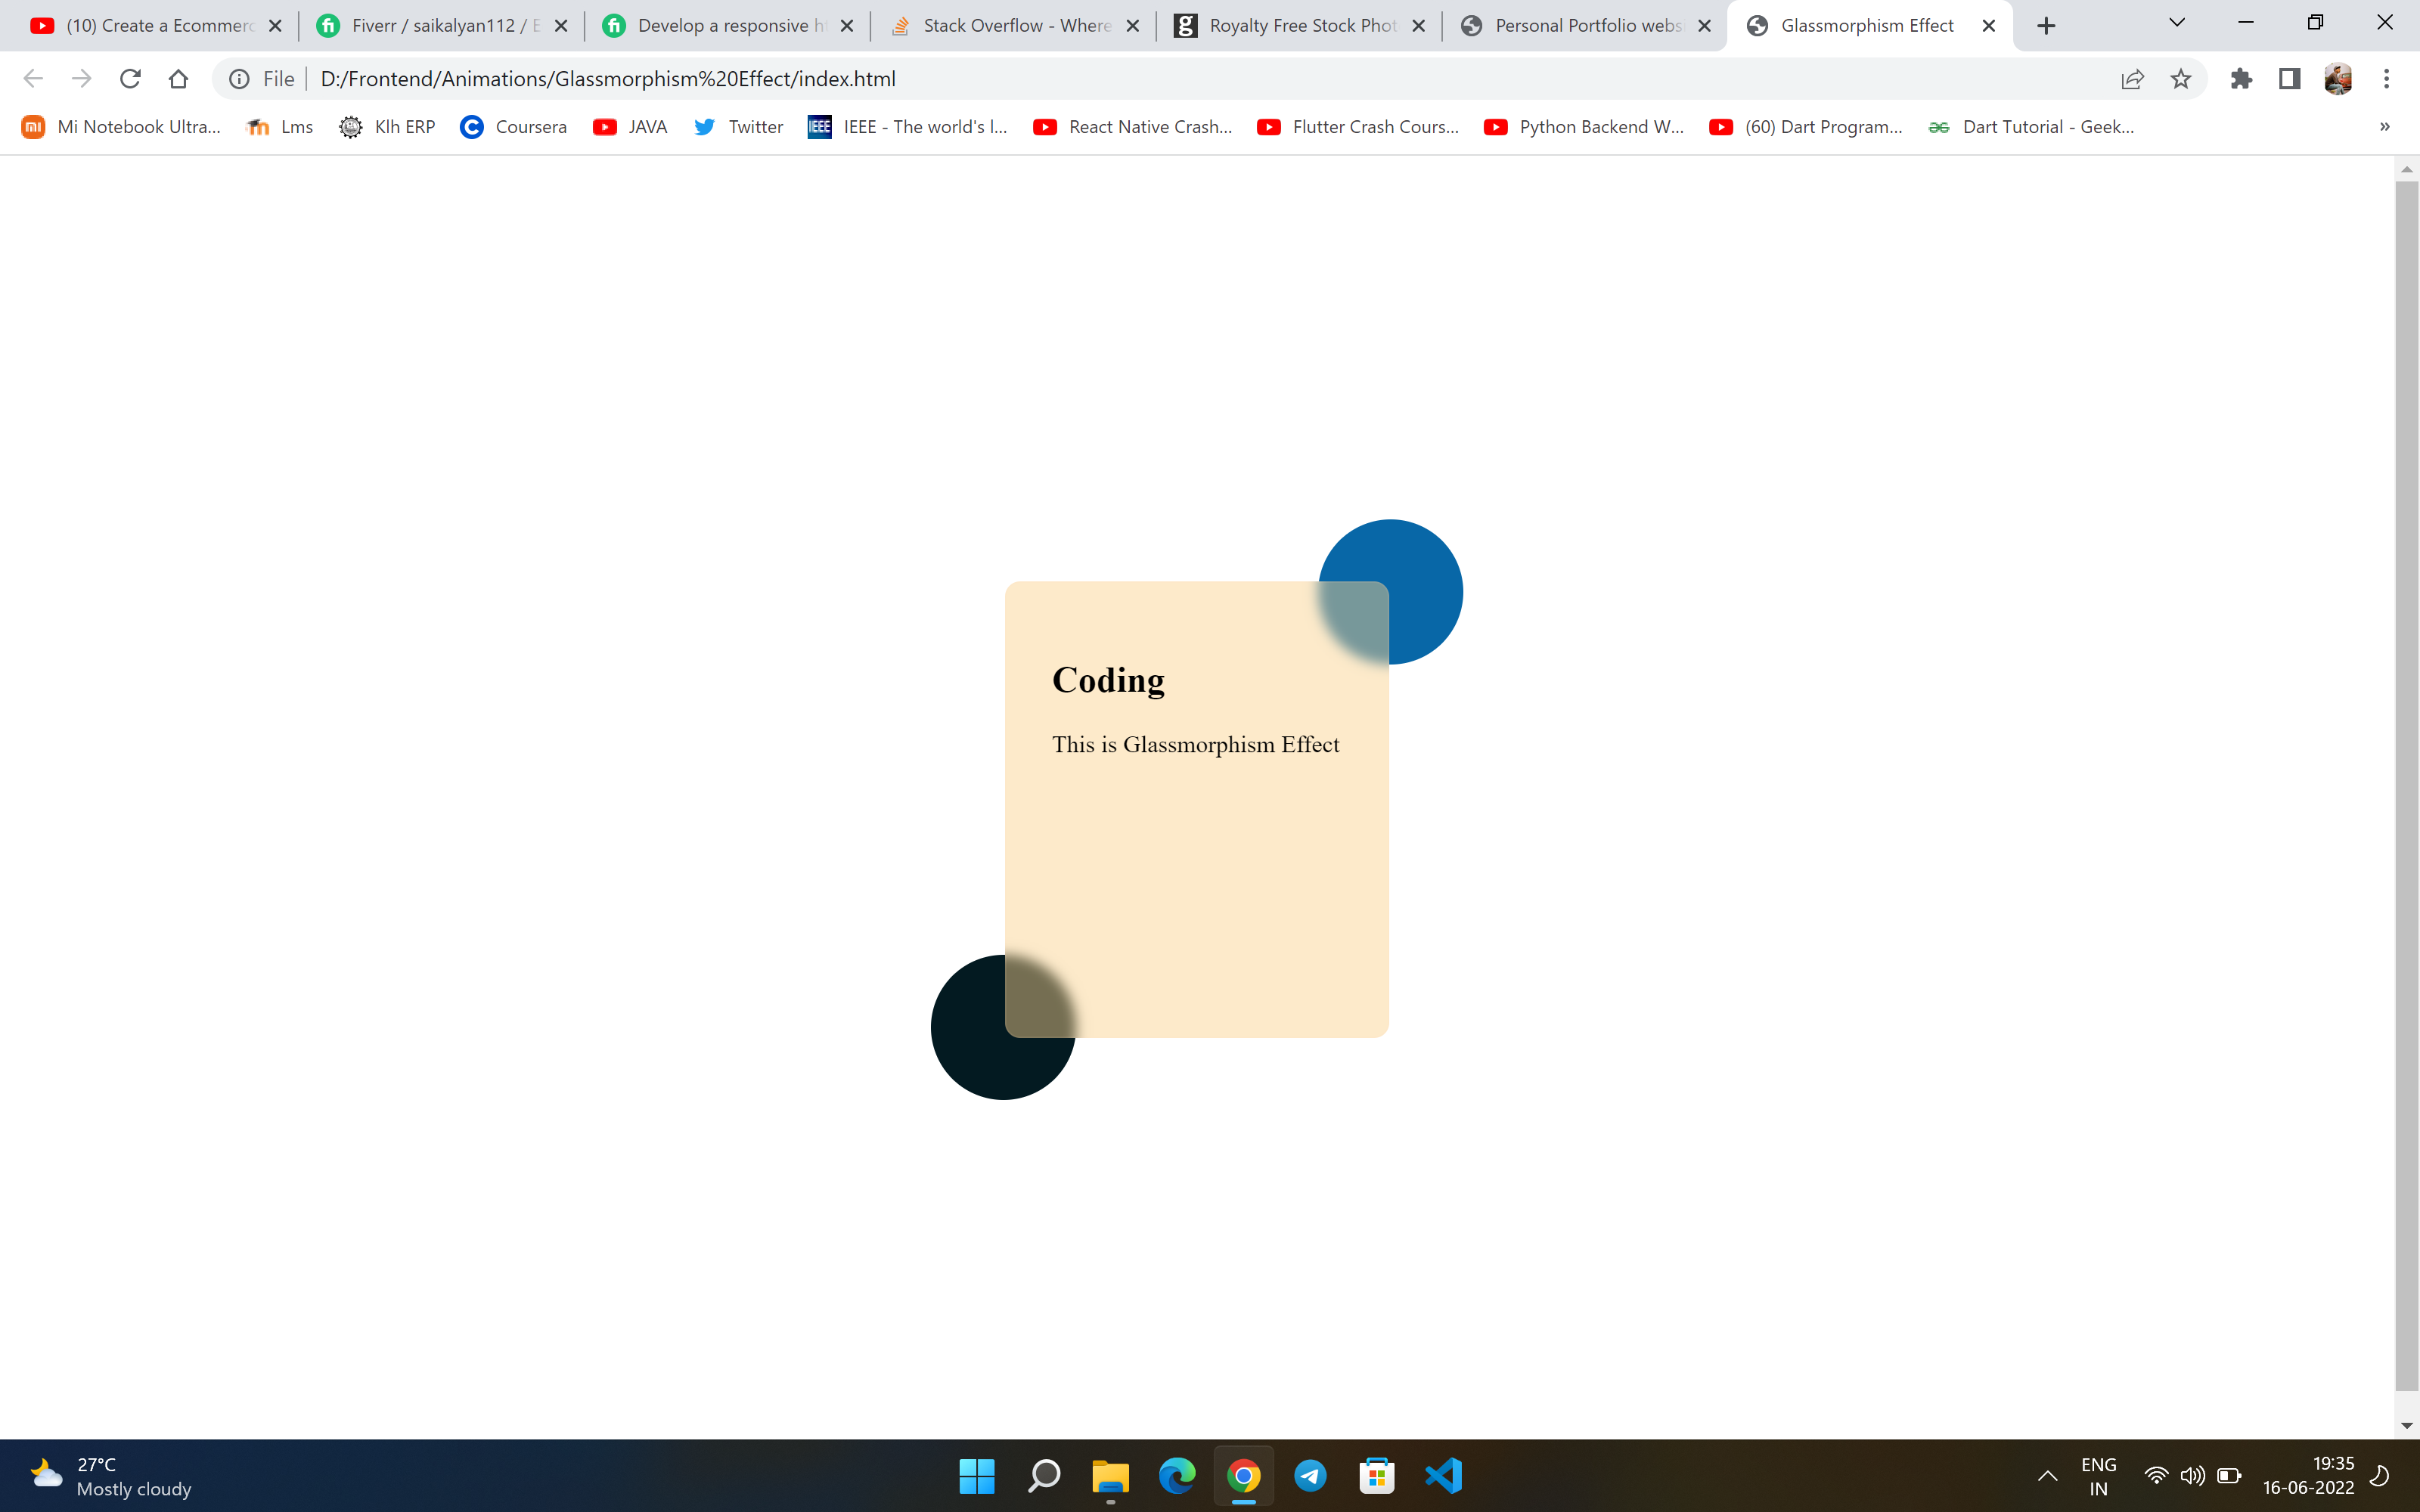 (10) Create a Ecommerc
Fiverr / saikalyan112 / E
Develop a responsive ht
Stack Overflow - Where
Royalty Free Stock Phot
Personal Portfolio websi
Glassmorphism Effect
File
D:/Frontend/Animations/Glassmorphism%20Effect/index.html
Mi Notebook Ultra...
Lms
Klh ERP
Coursera
JAVA
Twitter
IEEE
IEEE - The world's l...
React Native Crash...
Flutter Crash Cours...
Python Backend W...
(60) Dart Program...
Dart Tutorial - Geek...
»
Coding
This is Glassmorphism Effect
27°C
Mostly cloudy
ENG
IN
19:35
16-06-2022